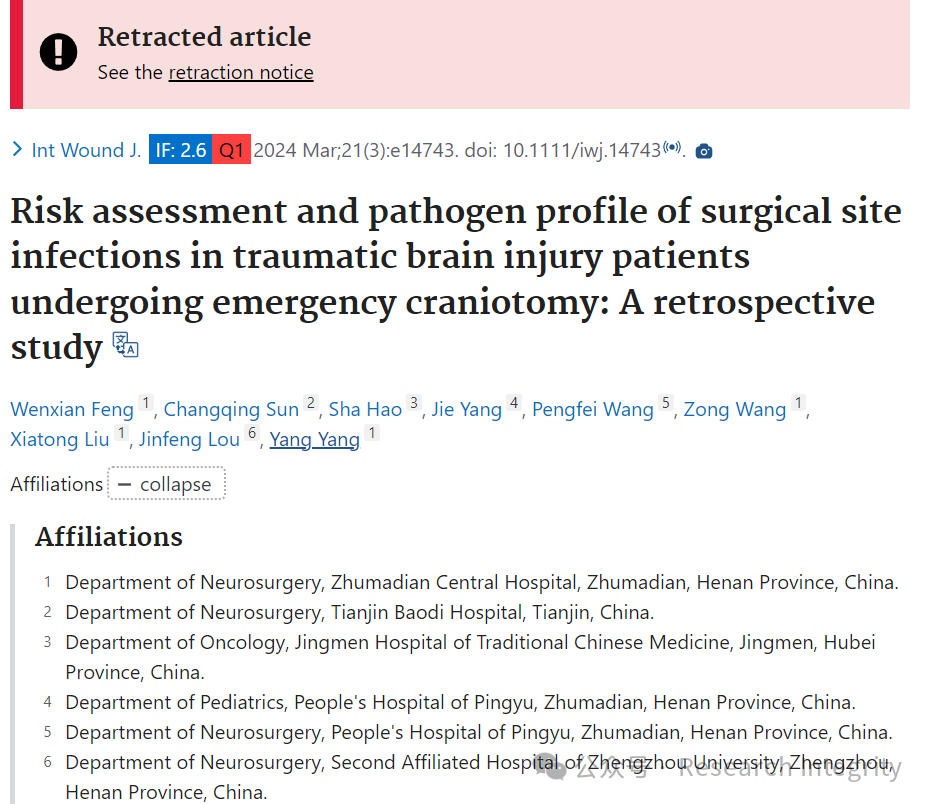 Retracted article
See the retraction notice
Int Wound J. IF: 2.6 Q1 2024 Mar;21(3):e14743. doi: 10.1111/iwj.14743.
Risk assessment and pathogen profile of surgical site
infections in traumatic brain injury patients
undergoing emergency craniotomy: A retrospective
study
Wenxian Feng 1, Changqing Sun 2, Sha Hao 3, Jie Yang 4, Pengfei Wang 5, Zong Wang 1,
Xiatong Liu 1, Jinfeng Lou 6, Yang Yang 1
Affiliations — collapse
Affiliations
1 Department of Neurosurgery, Zhumadian Central Hospital, Zhumadian, Henan Province, China.
2 Department of Neurosurgery, Tianjin Baodi Hospital, Tianjin, China.
3 Department of Oncology, Jingmen Hospital of Traditional Chinese Medicine, Jingmen, Hubei
Province, China.
4 Department of Pediatrics, People's Hospital of Pingyu, Zhumadian, Henan Province, China.
5 Department of Neurosurgery, People's Hospital of Pingyu, Zhumadian, Henan Province, China.
6 Department of Neurosurgery, Second Affiliated Hospital of Zhengzhou University, Zhengzhou,
Henan Province, China.
公众号 · Research Integrity